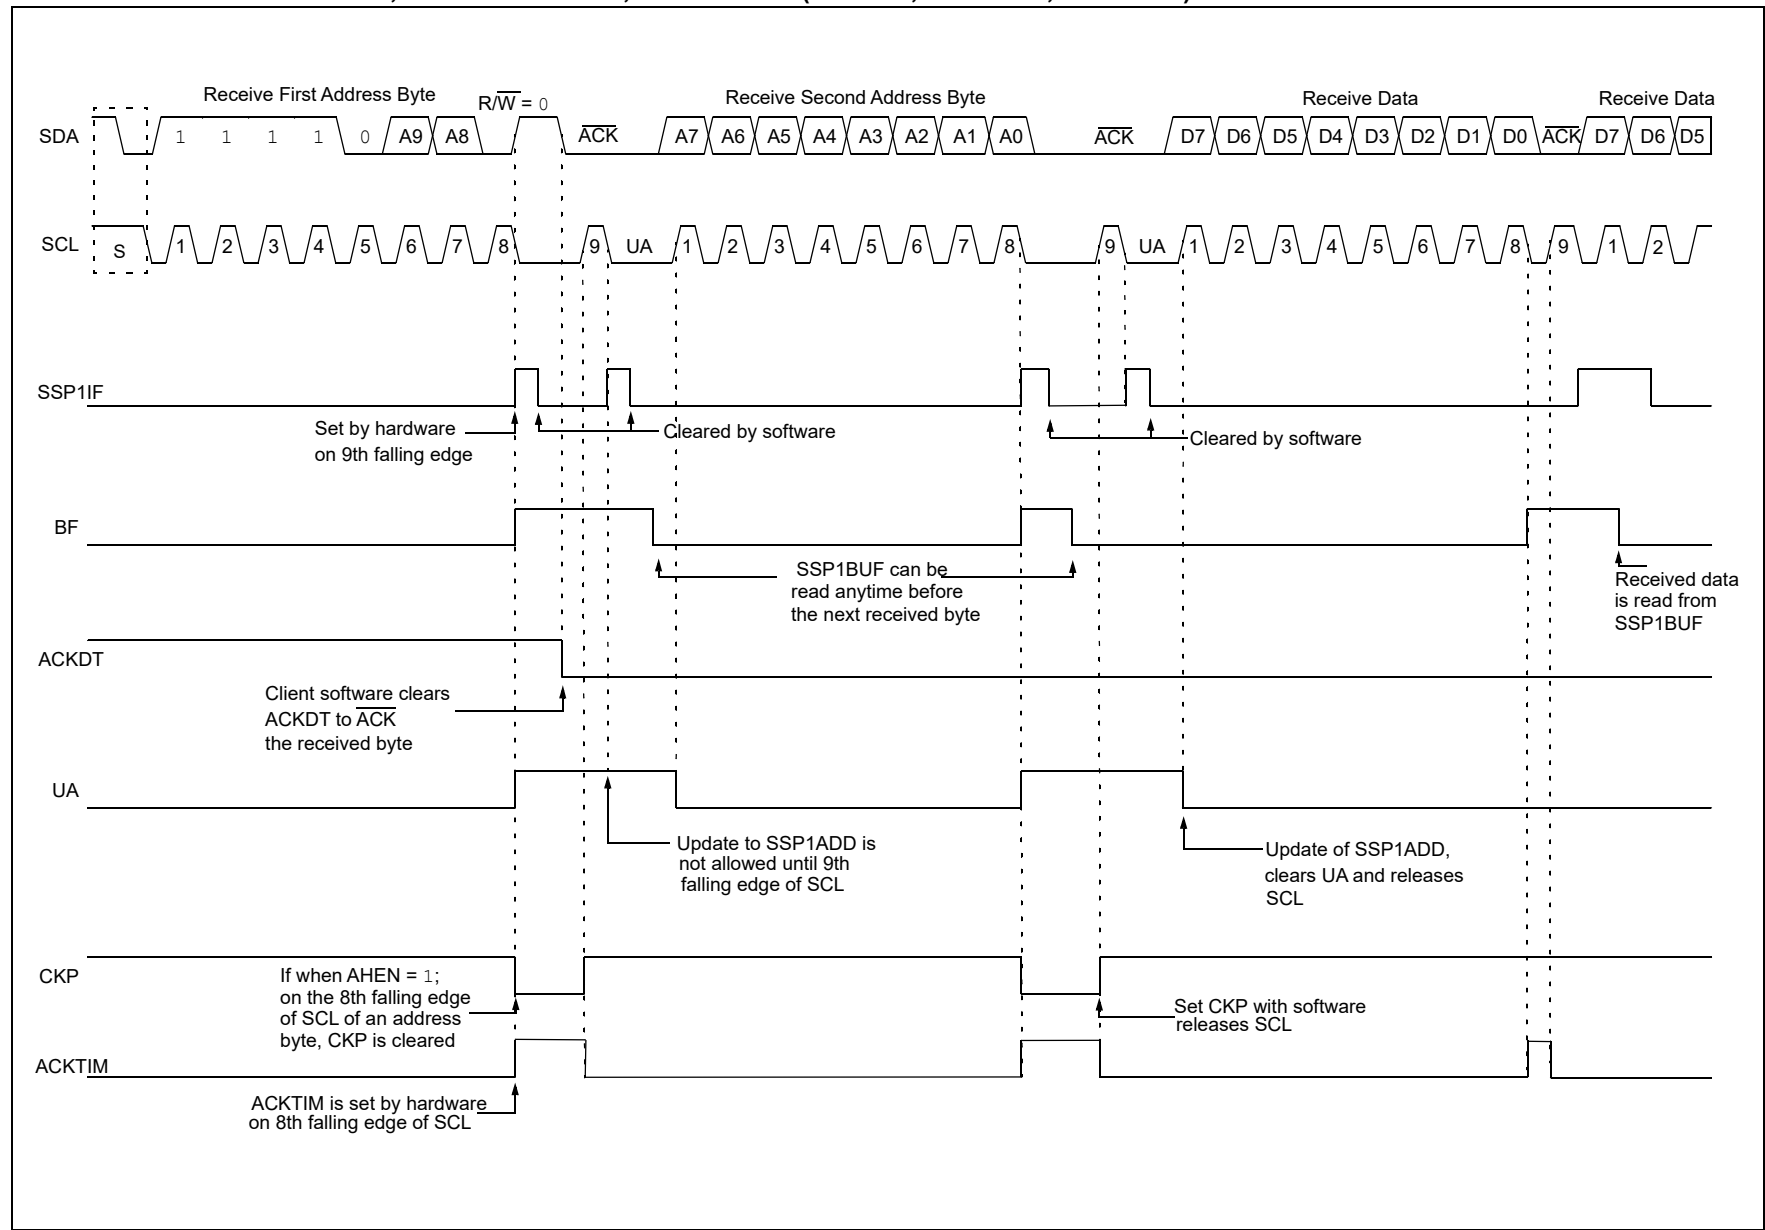 Receive First Address Byte
R/W = 0
Receive Second Address Byte
Receive Data
Receive Data
SDA
1 1 1 1 0 A9 A8
ACK
A7 A6 A5 A4 A3 A2 A1 A0
ACK
D7 D6 D5 D4 D3 D2 D1 D0
ACK
D7 D6 D5
SCL
S
1 2 3 4 5 6 7 8 9 UA 1 2 3 4 5 6 7 8 9 UA 1 2 3 4 5 6 7 8 9 1 2
SSP1IF
Set by hardware
on 9th falling edge
Cleared by software
Cleared by software
BF
SSP1BUF can be
read anytime before
the next received byte
Received data
is read from
SSP1BUF
ACKDT
Client software clears
ACKDT to ACK
the received byte
UA
Update to SSP1ADD is
not allowed until 9th
falling edge of SCL
Update of SSP1ADD,
clears UA and releases
SCL
CKP
If when AHEN = 1;
on the 8th falling edge
of SCL of an address
byte, CKP is cleared
Set CKP with software
releases SCL
ACKTIM
ACKTIM is set by hardware
on 8th falling edge of SCL